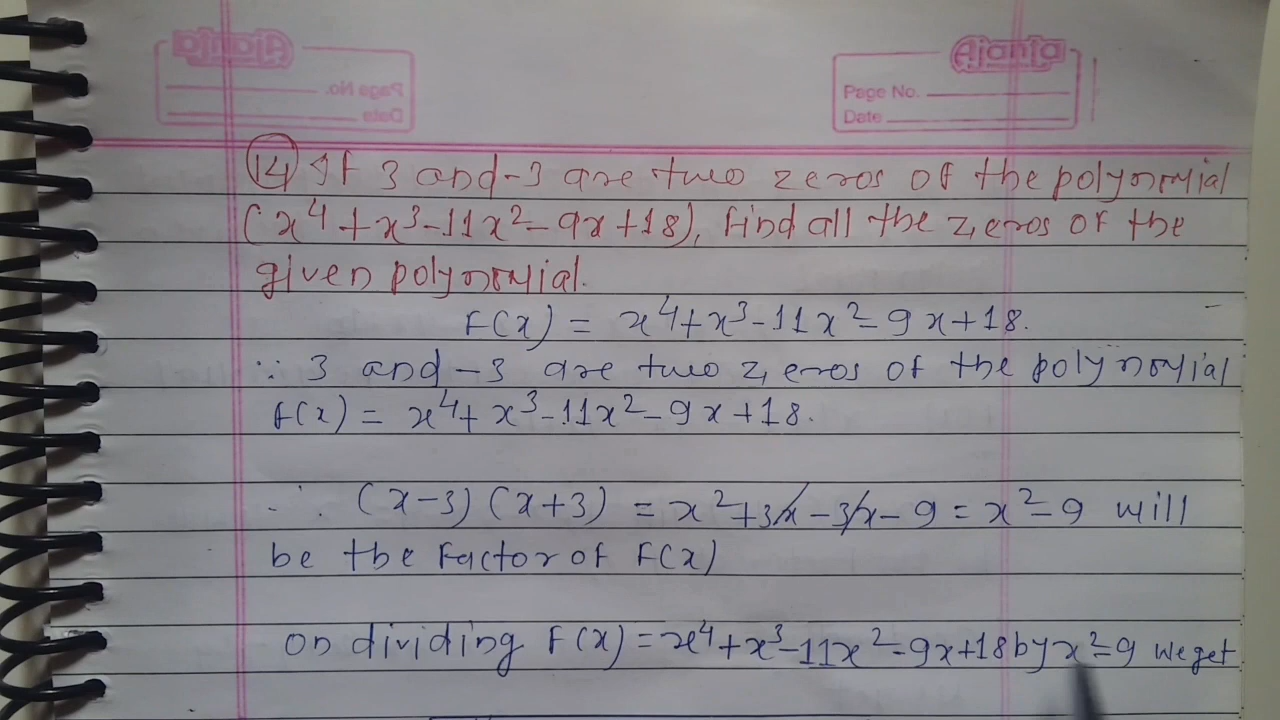 Ajanta
Page No.
Date
(14) If 3 and -3 are two zeros of the polynomial
(x⁴+x³-11x²-9x+18), find all the zeros of the
given polynomial.
F(x) = x⁴+x³-11x²-9x+18.
∵ 3 and -3 are two zeros of the polynomial
f(x) = x⁴+x³-11x²-9x+18.
∴ (x-3)(x+3) = x²+3x-3x-9 = x²-9 will
be the factor of F(x)
on dividing F(x) = x⁴+x³-11x²-9x+18 by x²-9 we get